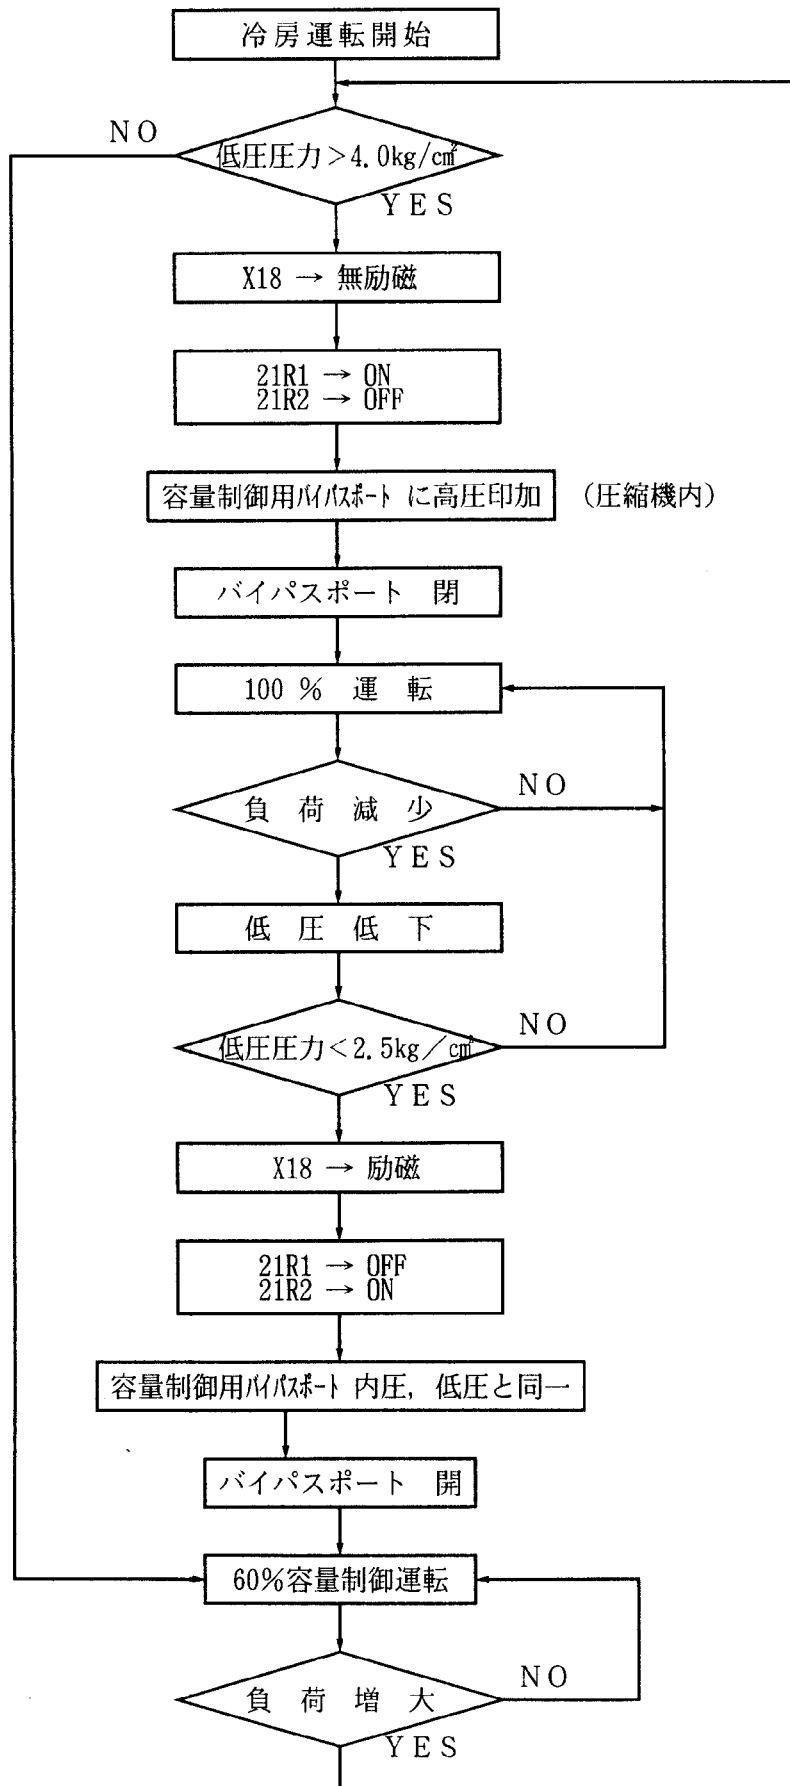 冷房運転開始
NO
低圧圧力>4.0kg/cm²
YES
X18 → 無励磁
21R1 → ON
21R2 → OFF
容量制御用バイパスポート に高圧印加 (圧縮機内)
バイパスポート 閉
100 % 運 転
負 荷 減 少
NO
YES
低 圧 低 下
低圧圧力<2.5kg/cm²
NO
YES
X18 → 励磁
21R1 → OFF
21R2 → ON
容量制御用バイパスポート 内圧, 低圧と同一
バイパスポート 開
60%容量制御運転
負 荷 増 大
NO
YES